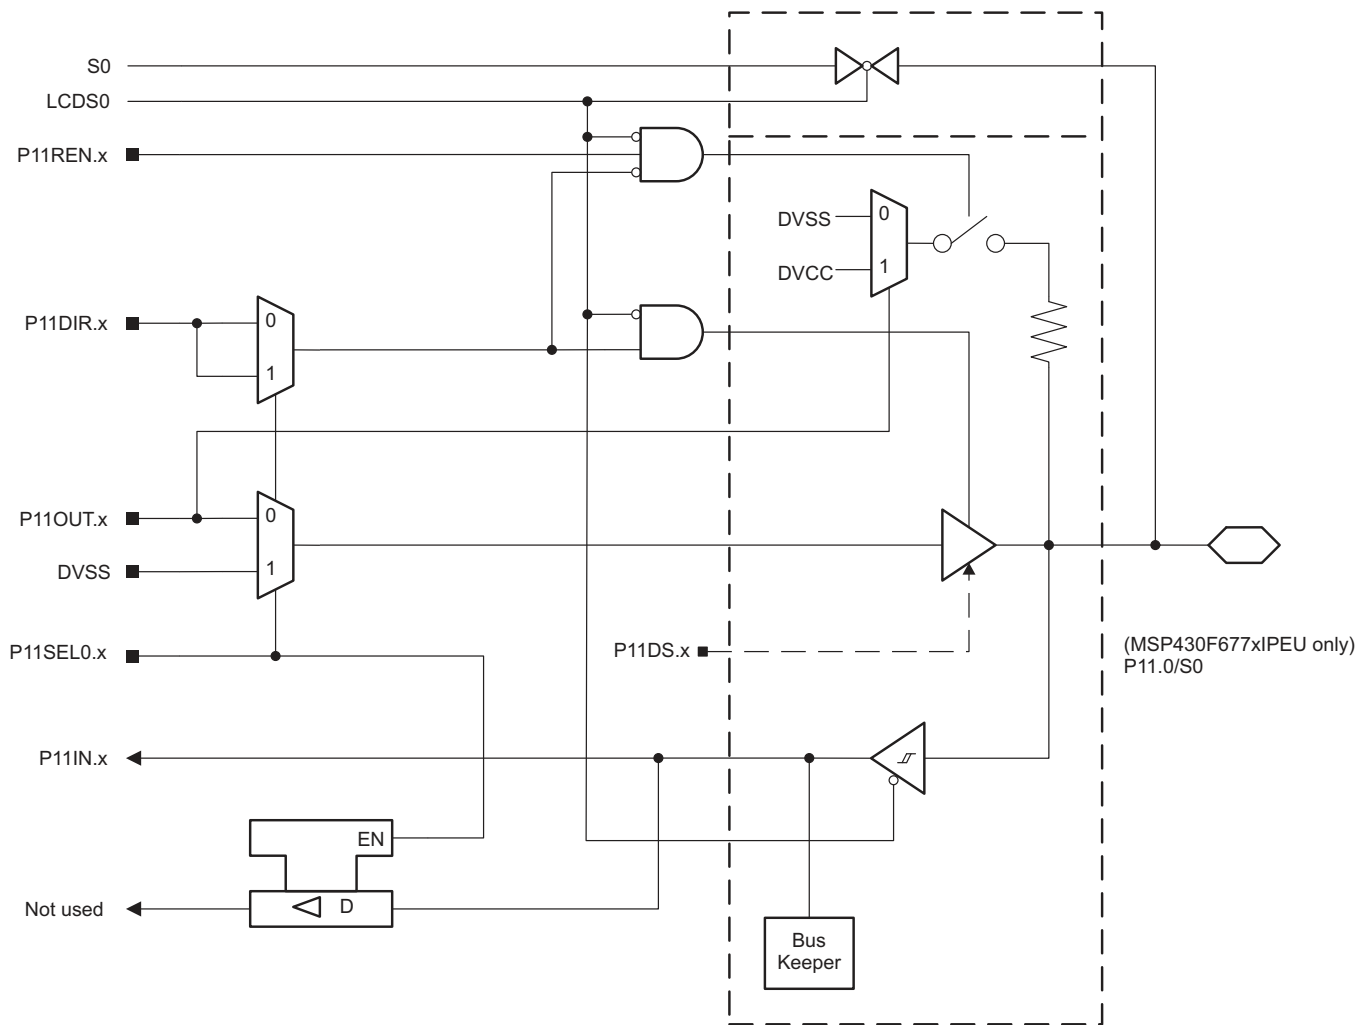 S0
LCDS0
P11REN.x
DVSS
0
DVCC
1
P11DIR.x
0
1
P11OUT.x
0
DVSS
1
P11SEL0.x
P11DS.x
(MSP430F677xIPEU only)
P11.0/S0
P11IN.x
EN
Not used
D
Bus
Keeper